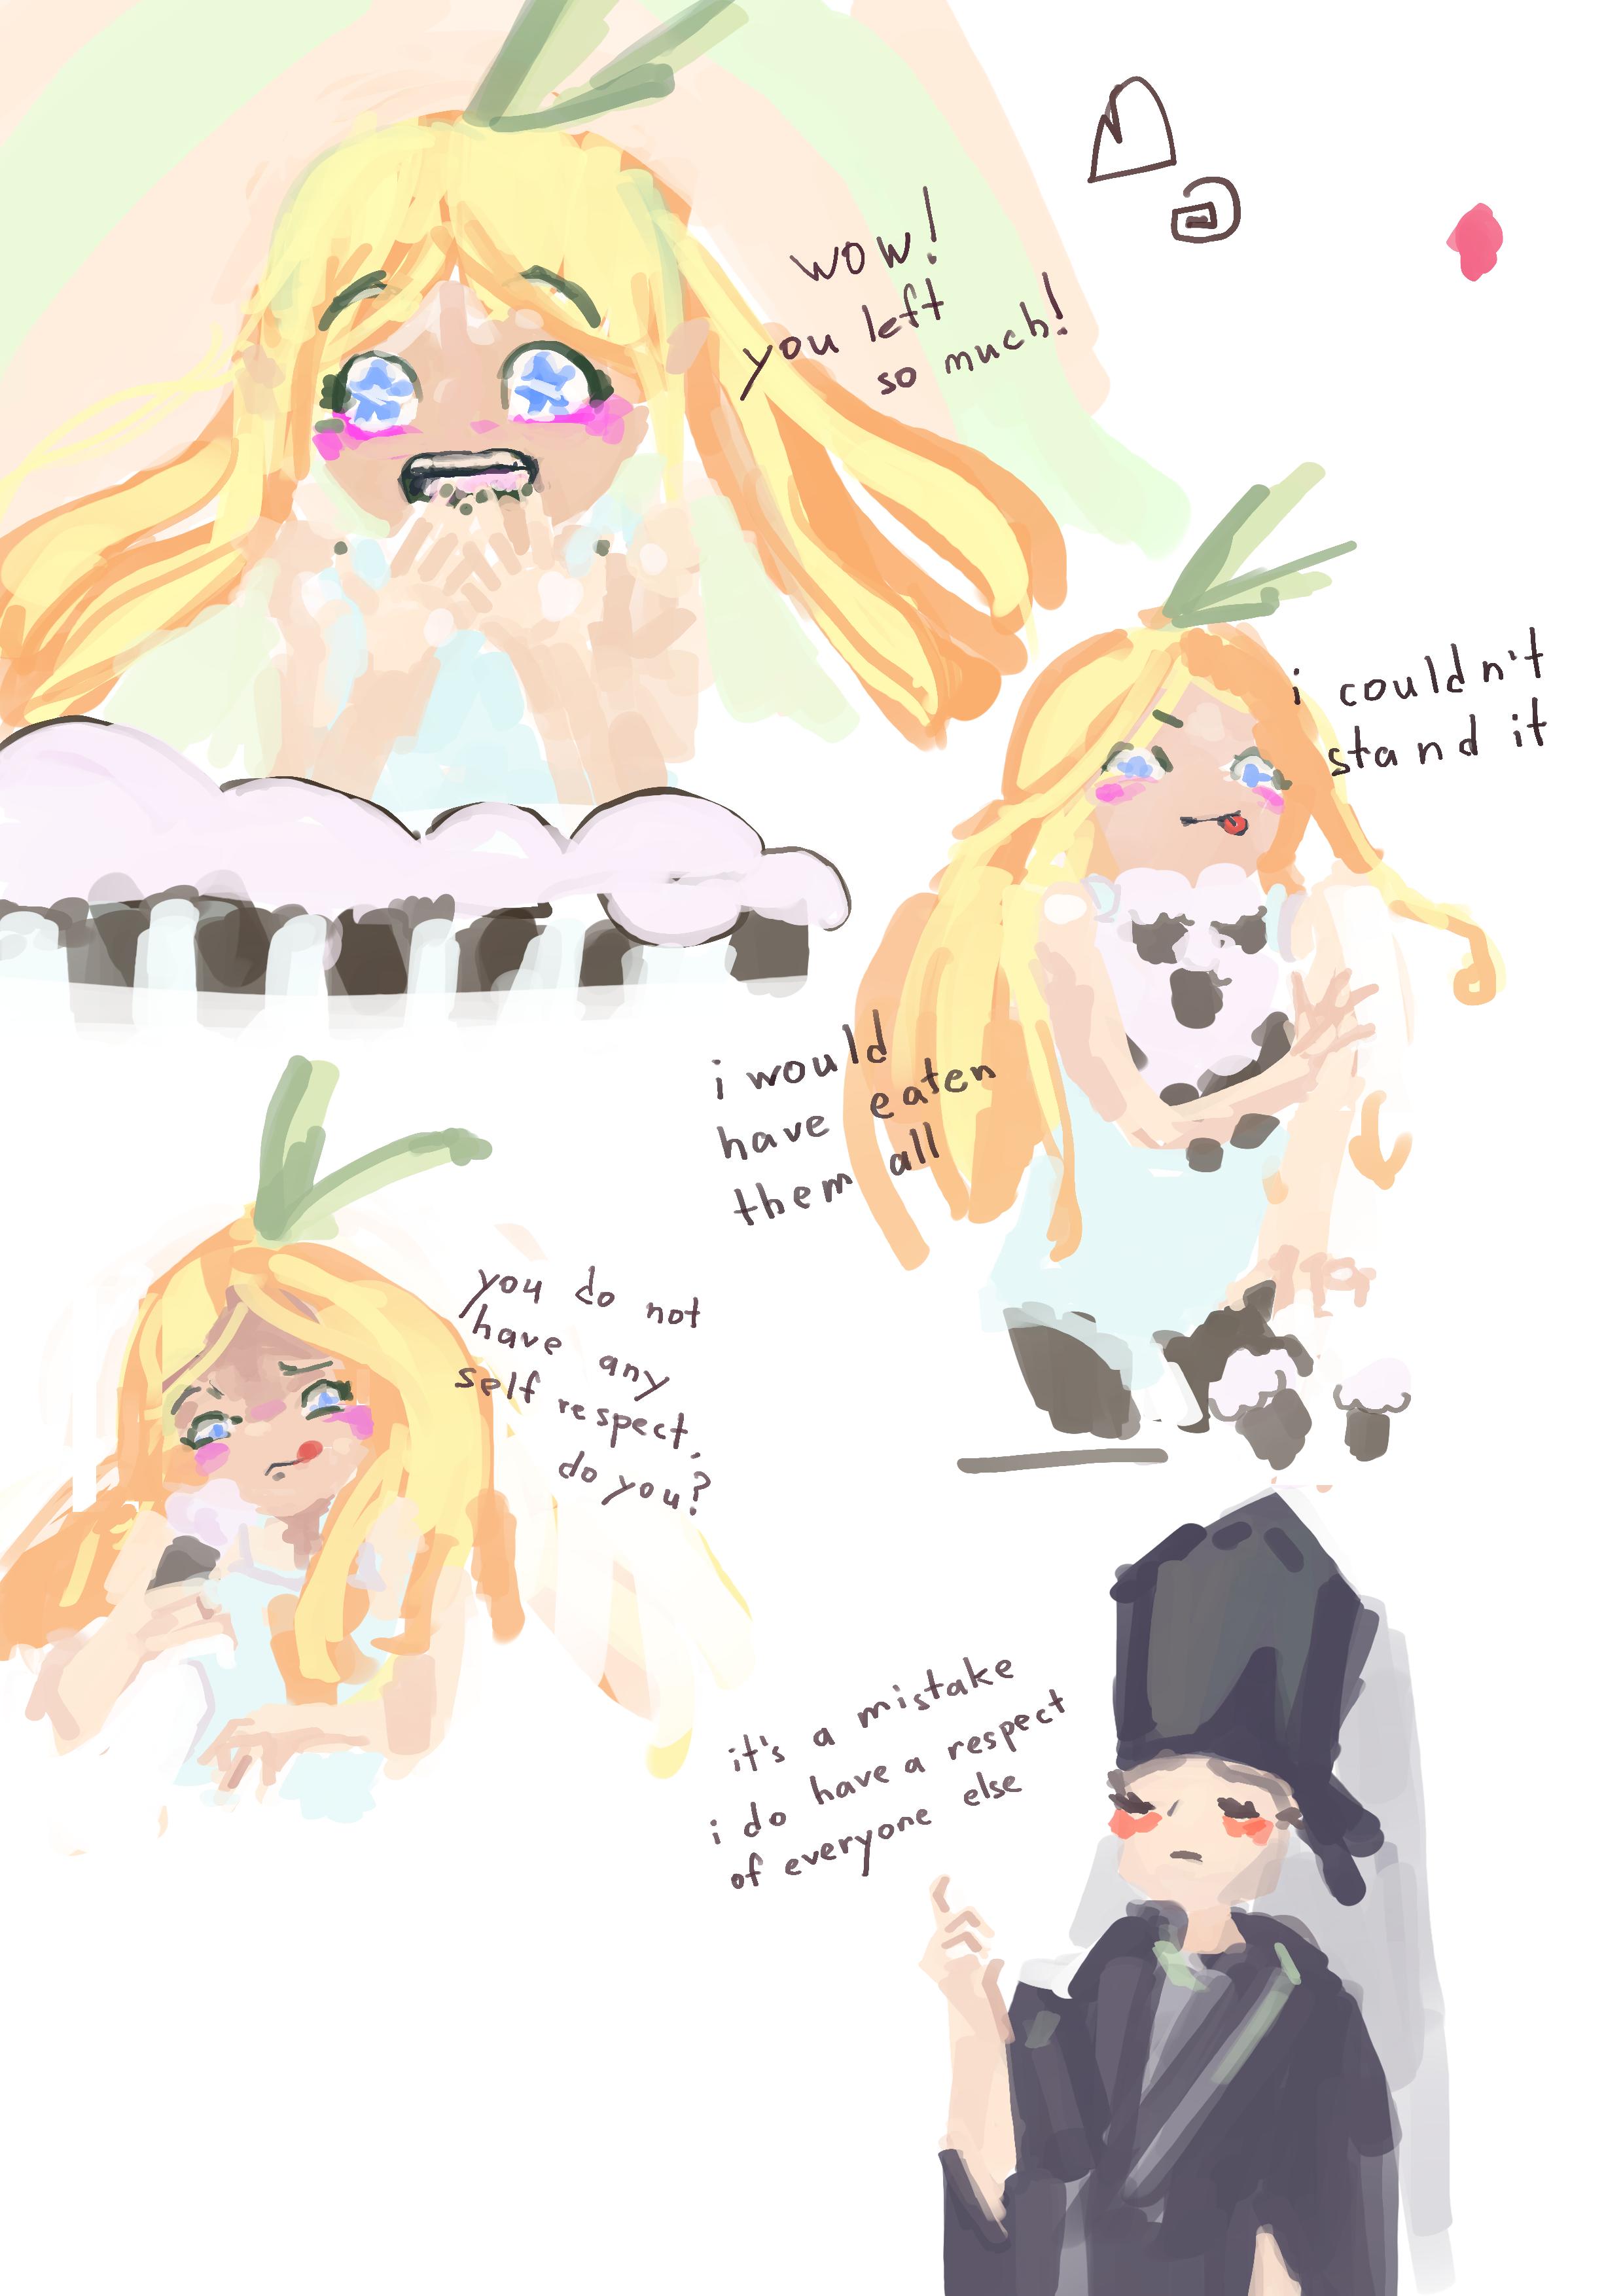 wow!
you left
so much!
i couldn't
stand it
i would
have eaten
them all
you do not
have any
self respect,
do you?
it's a mistake
i do have a respect
of everyone else